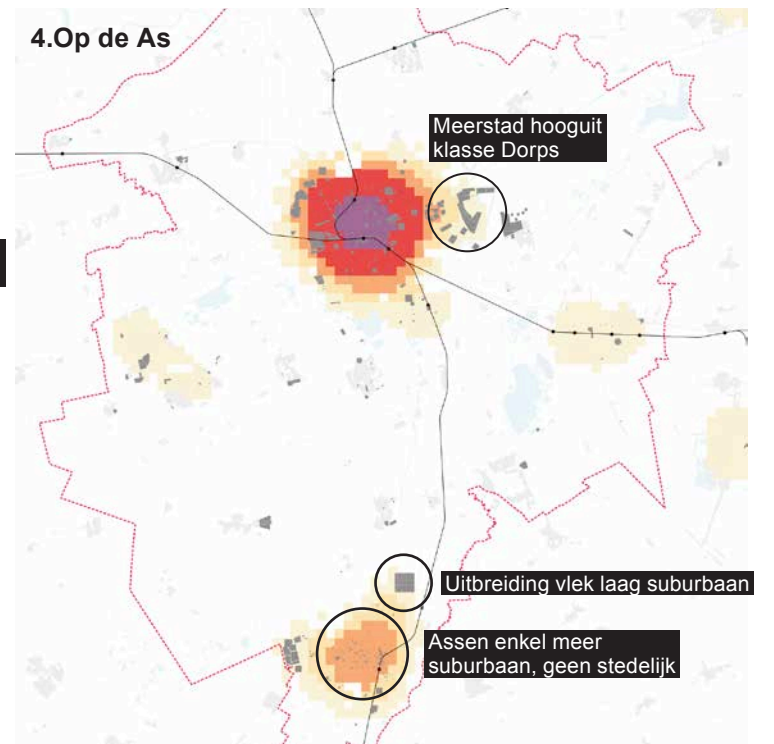 4.Op de As
Meerstad hooguit
klasse Dorps
Uitbreiding vlek laag suburbaan
Assen enkel meer
suburbaan, geen stedelijk